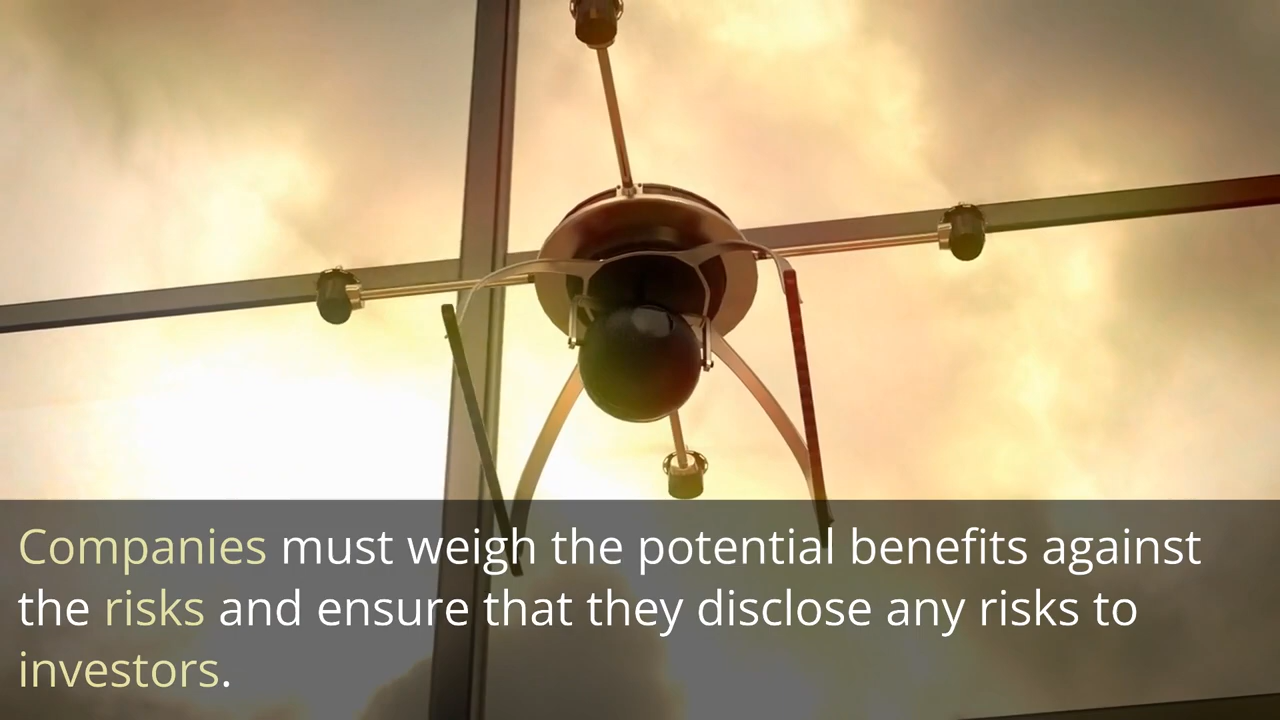 Companies must weigh the potential benefits against
the risks and ensure that they disclose any risks to
investors.